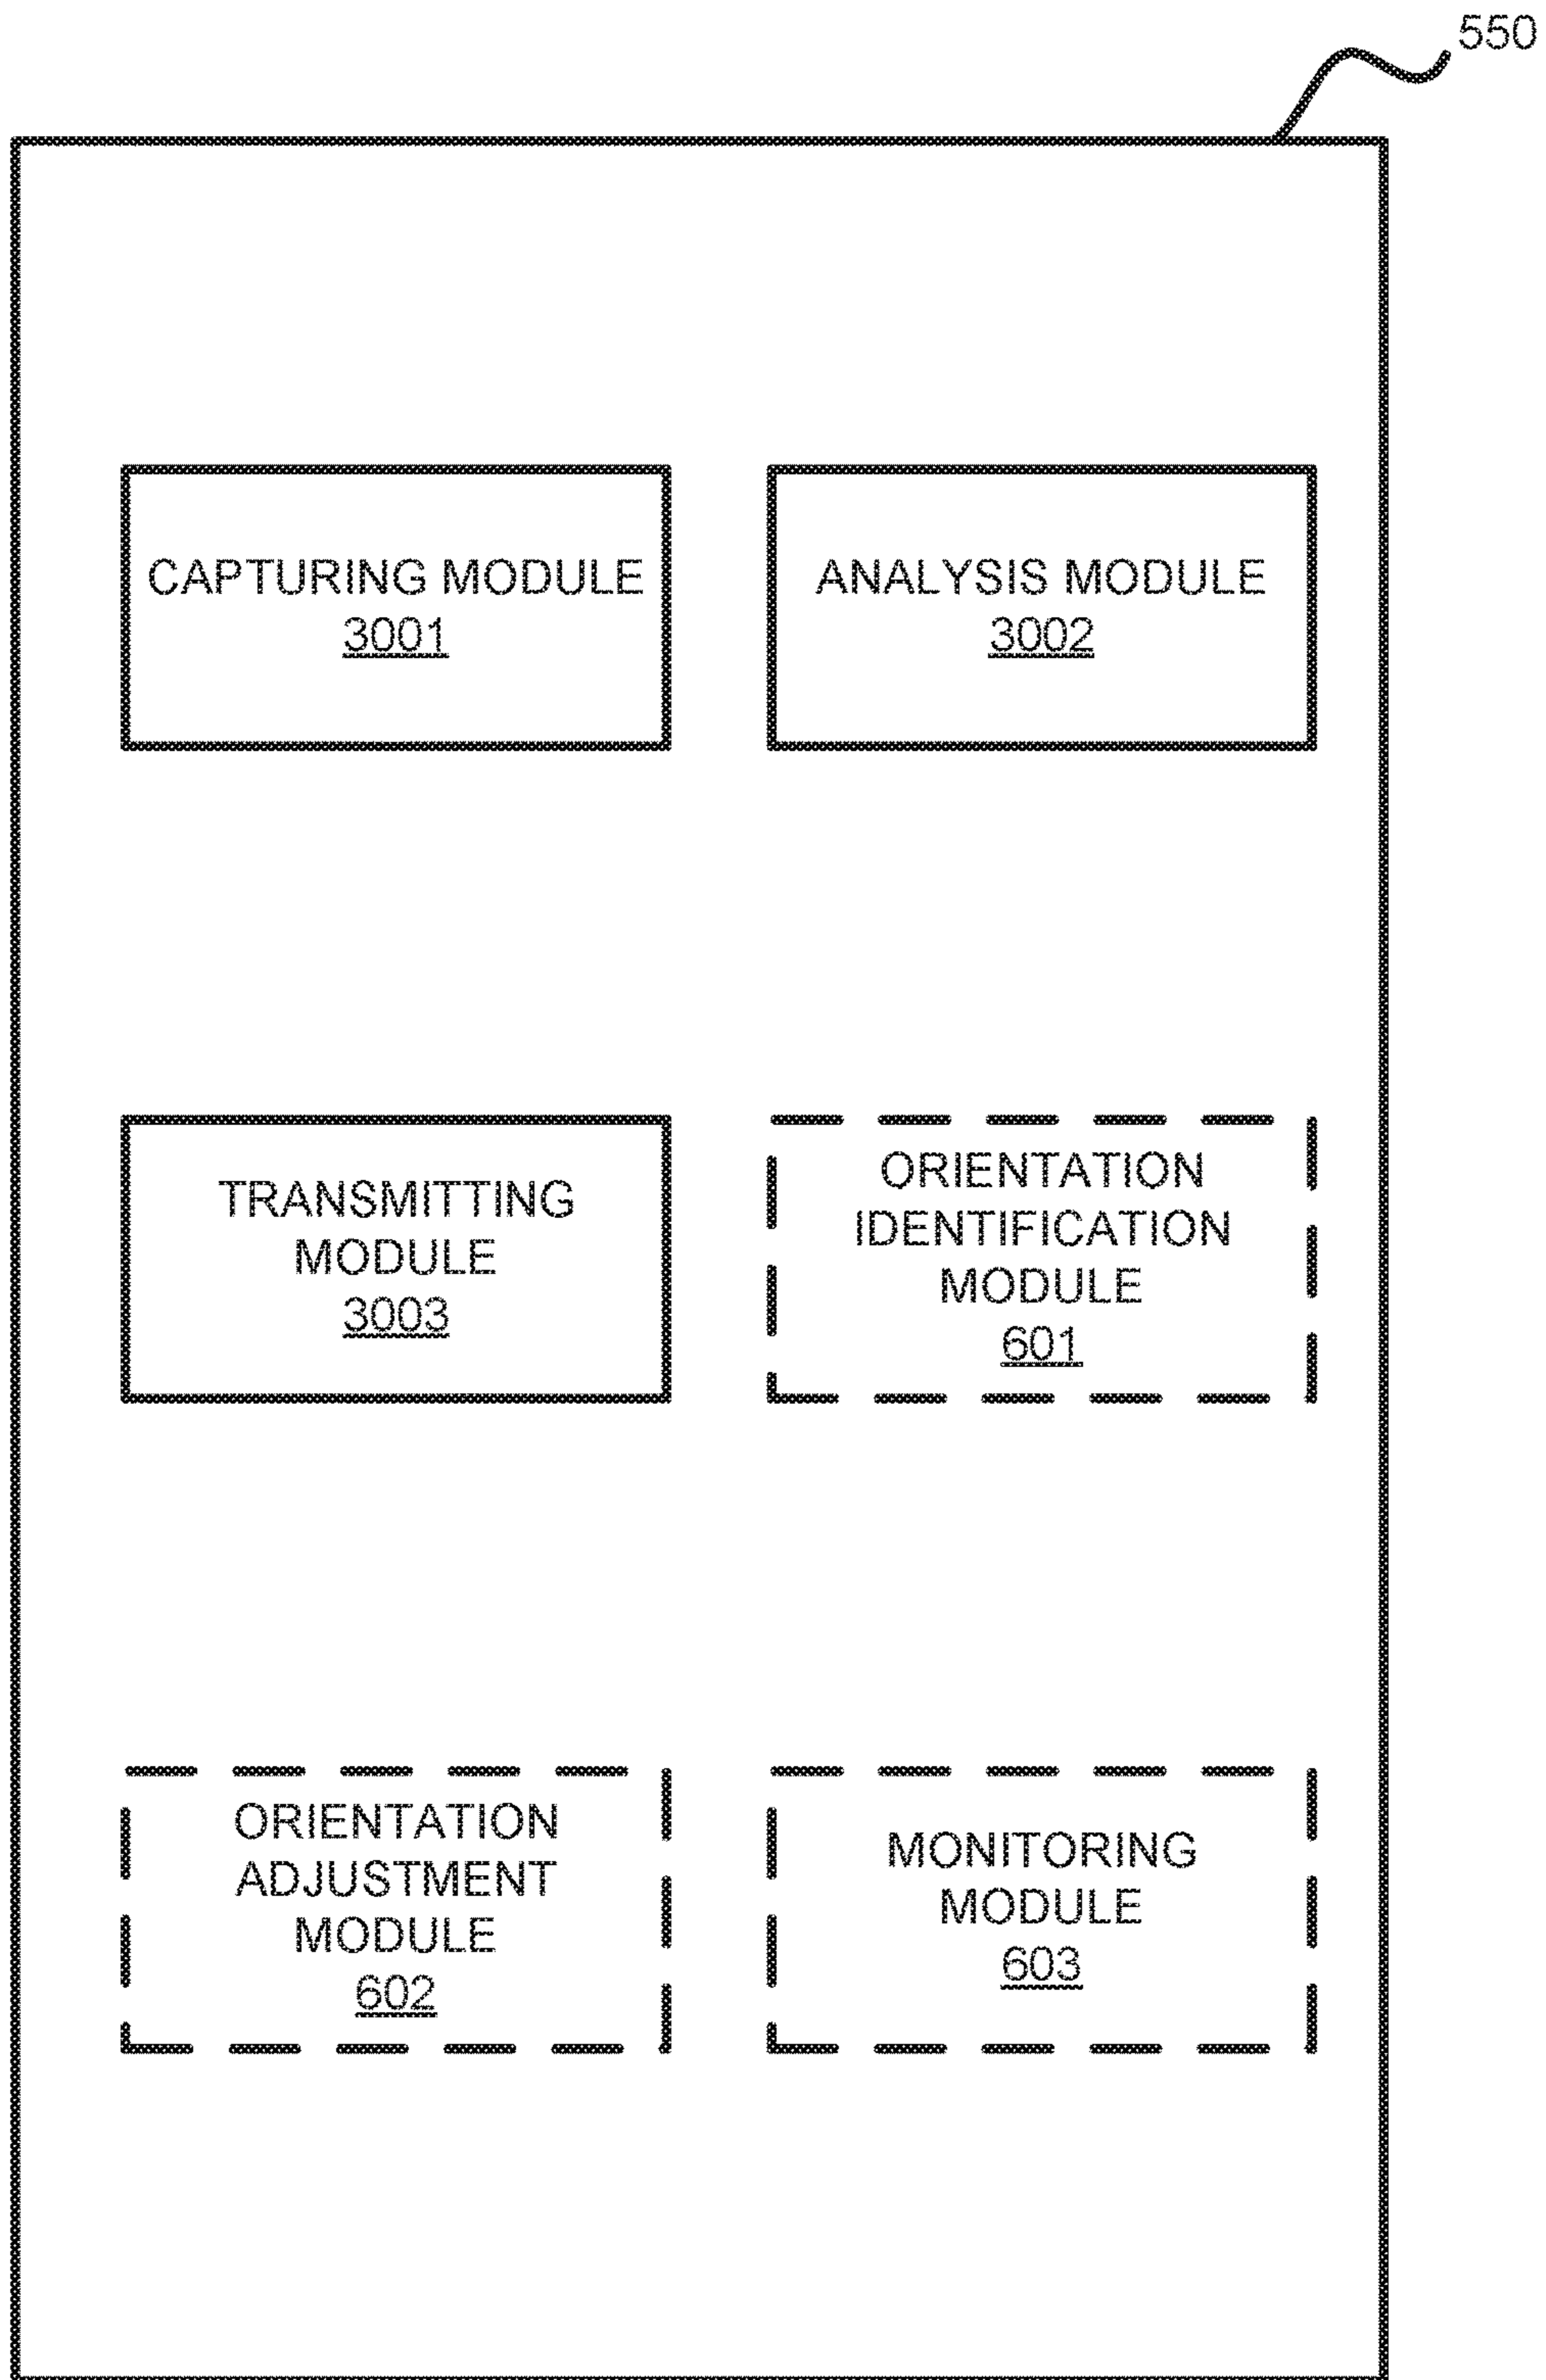 550
CAPTURING MODULE
3001
ANALYSIS MODULE
3002
TRANSMITTING
MODULE
3003
ORIENTATION
IDENTIFICATION
MODULE
601
ORIENTATION
ADJUSTMENT
MODULE
602
MONITORING
MODULE
603